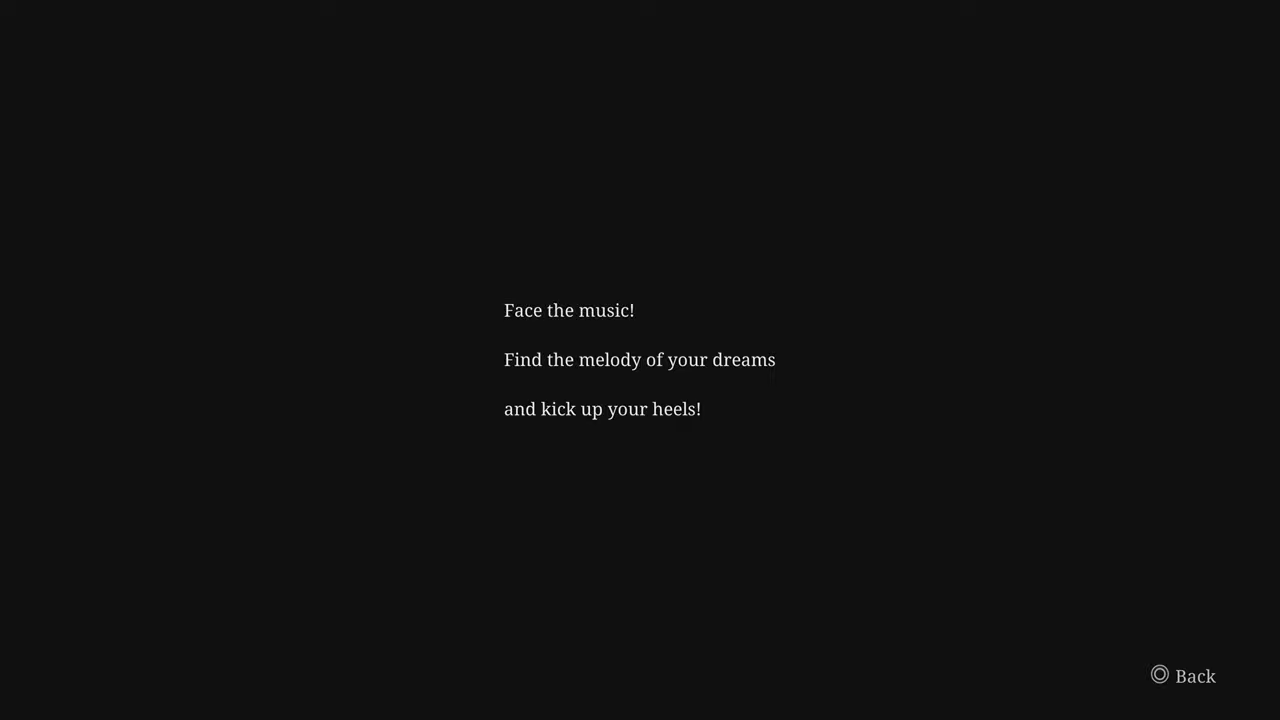 Face the music!
Find the melody of your dreams
and kick up your heels!
Back